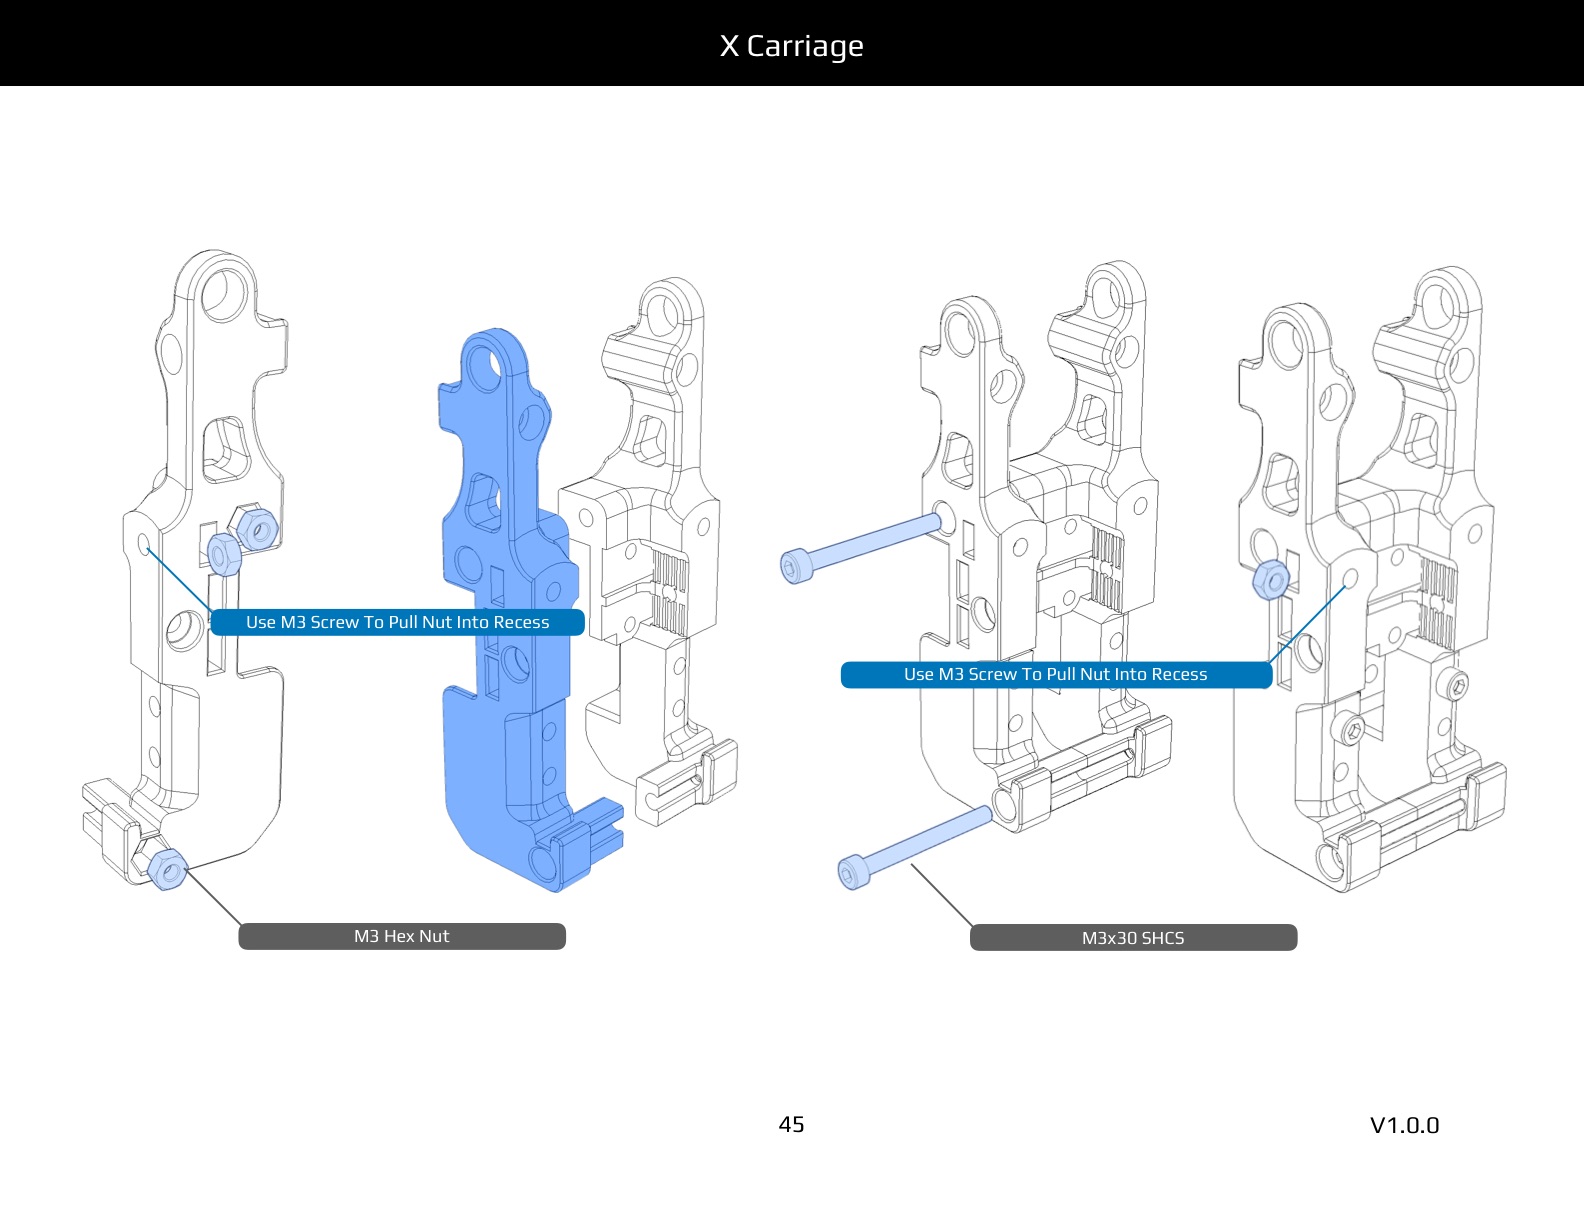 X Carriage
Use M3 Screw To Pull Nut Into Recess
Use M3 Screw To Pull Nut Into Recess
M3 Hex Nut
M3x30 SHCS
45
V1.0.0